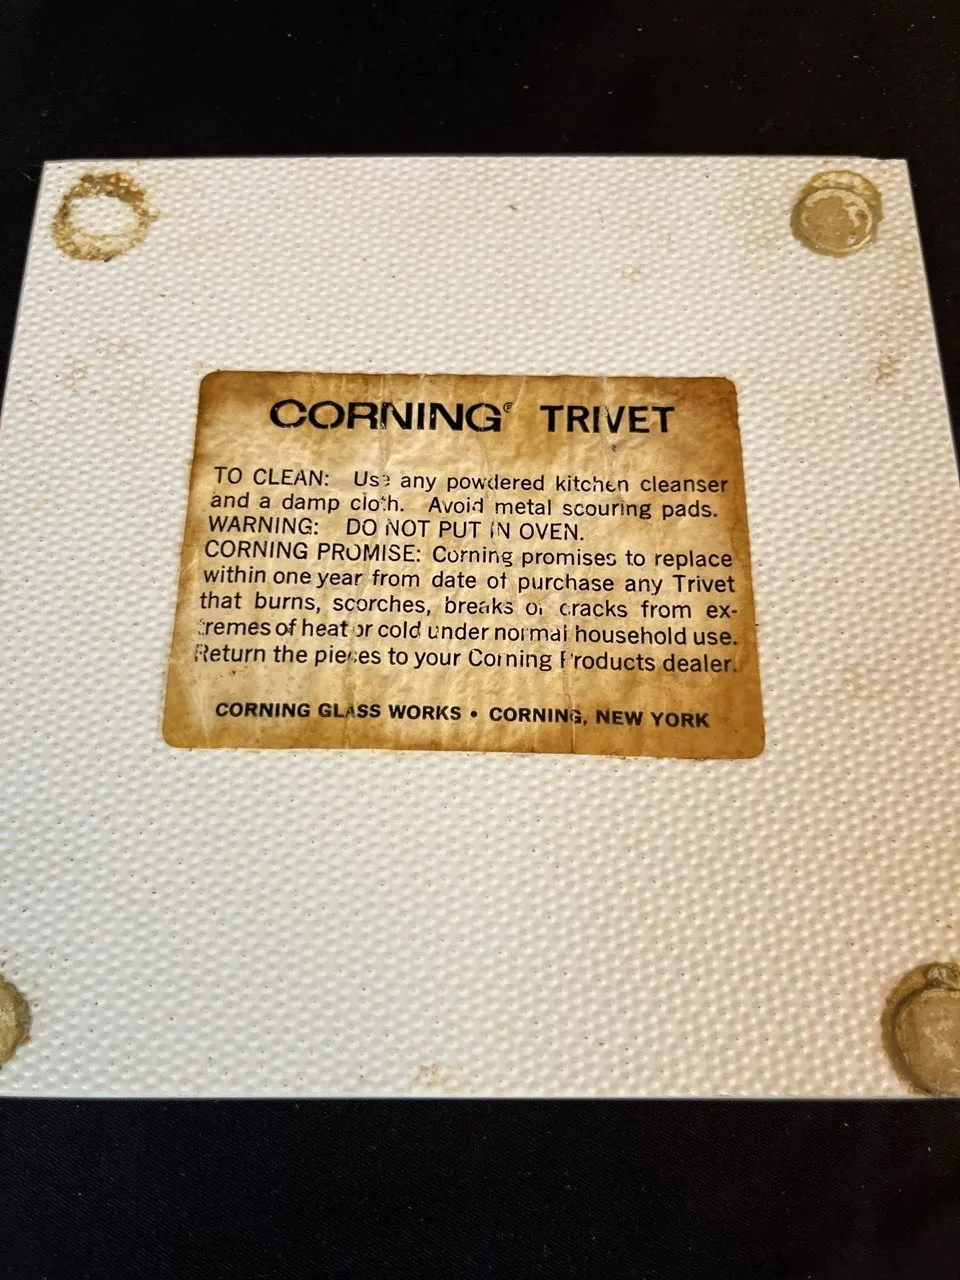 CORNING® TRIVET
TO CLEAN: Use any powdered kitchen cleanser
and a damp cloth. Avoid metal scouring pads.
WARNING: DO NOT PUT IN OVEN.
CORNING PROMISE: Corning promises to replace
within one year from date of purchase any Trivet
that burns, scorches, breaks or cracks from ex-
tremes of heat or cold under normal household use.
Return the pieces to your Corning Products dealer.
CORNING GLASS WORKS • CORNING, NEW YORK